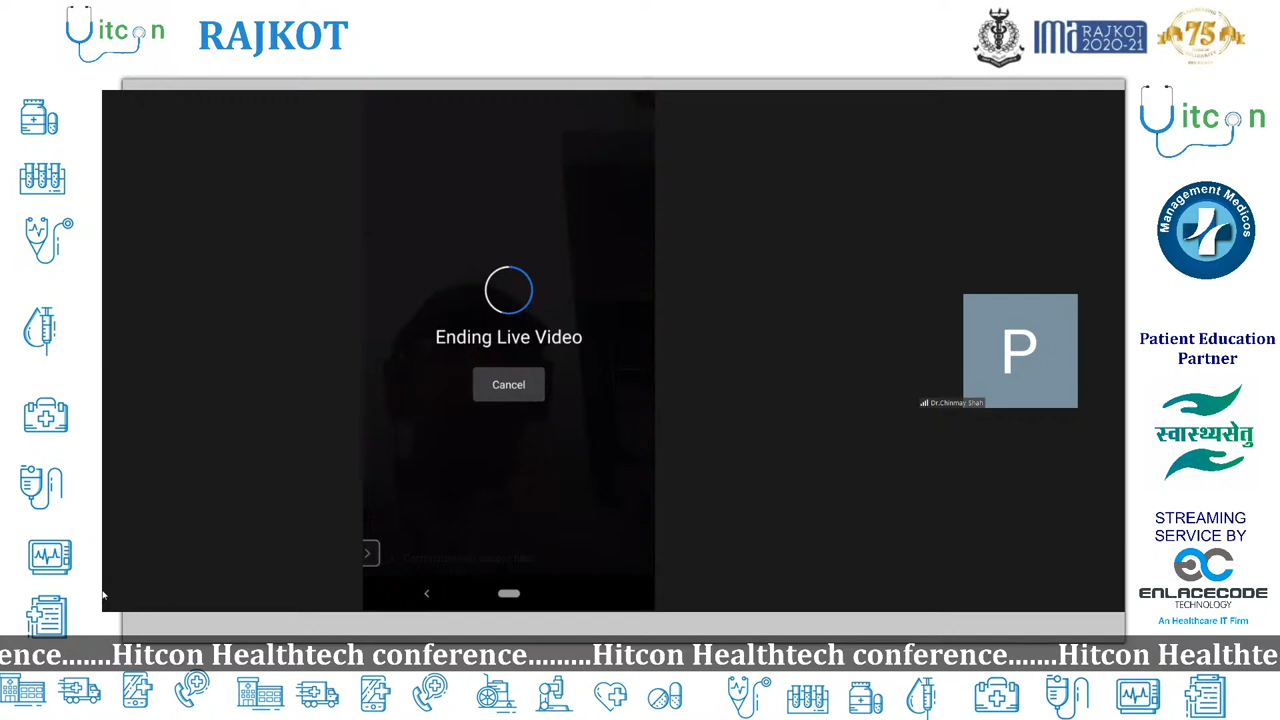 itcon
RAJKOT
ima RAJKOT
2020-21
75
itcon
Management Medicos
Ending Live Video
Cancel
P
Dr.Chinmay Shah
Patient Education
Partner
स्वास्थ्यसेतु
STREAMING
SERVICE BY
ENLACECODE
TECHNOLOGY
An Healthcare IT Firm
ence.......Hitcon Healthtech conference.........Hitcon Healthtech conference.......Hitcon Healthte